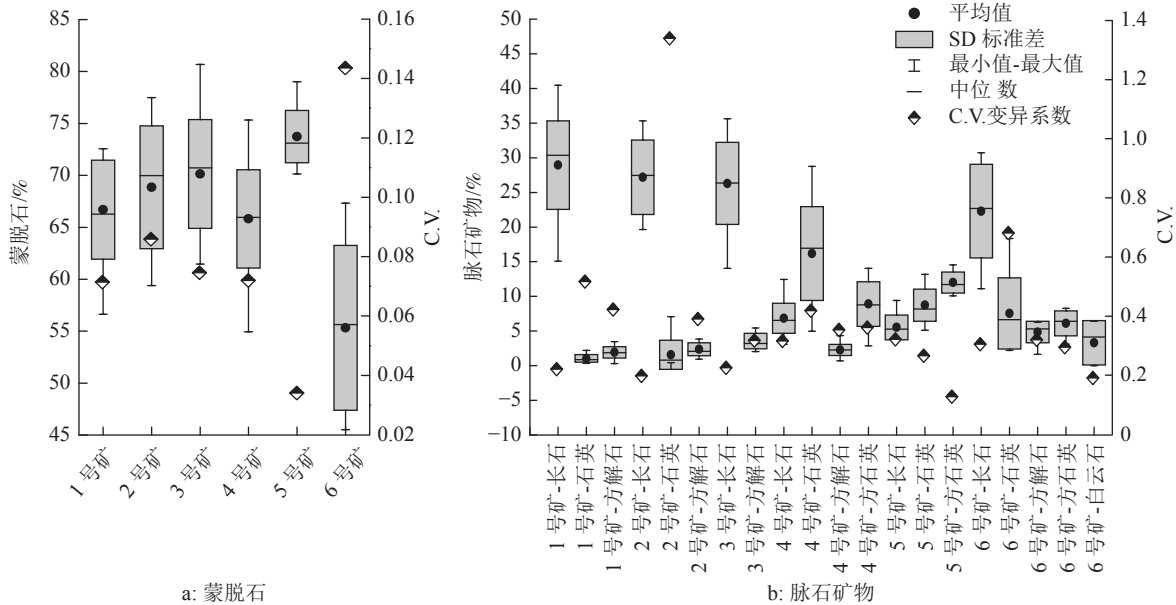 85
80
75
70
65
60
55
50
45
蒙脱石/%
0.16
0.14
0.12
0.10
0.08
0.06
0.04
0.02
C.V.
1 号矿
2 号矿
3 号矿
4 号矿
5 号矿
6 号矿
a: 蒙脱石
50
45
40
35
30
25
20
15
10
5
0
−5
−10
脉石矿物/%
平均值
SD 标准差
最小值-最大值
中位 数
C.V.变异系数
1.4
1.2
1.0
0.8
0.6
0.4
0.2
0
C.V.
1 号矿-长石
1 号矿-石英
1 号矿-方解石
2 号矿-长石
2 号矿-石英
2 号矿-方解石
3 号矿-长石
3 号矿-方解石
4 号矿-长石
4 号矿-石英
4 号矿-方解石
4 号矿-方石英
5 号矿-长石
5 号矿-石英
5 号矿-方石英
6 号矿-长石
6 号矿-石英
6 号矿-方解石
6 号矿-方石英
6 号矿-白云石
b: 脉石矿物